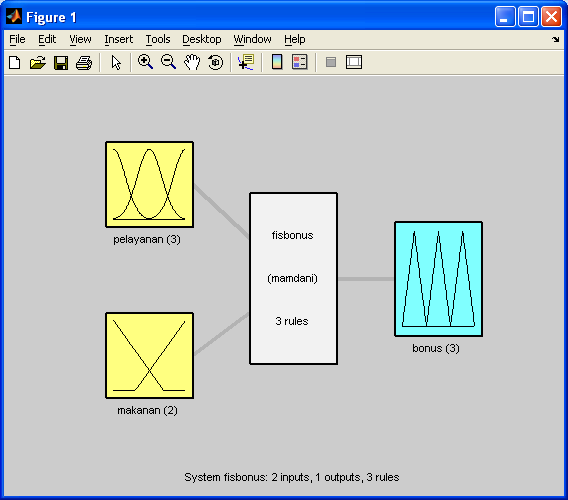 Figure 1
File Edit View Insert Tools Desktop Window Help
pelayanan (3)
fisbonus
(mamdani)
3 rules
makanan (2)
bonus (3)
System fisbonus: 2 inputs, 1 outputs, 3 rules